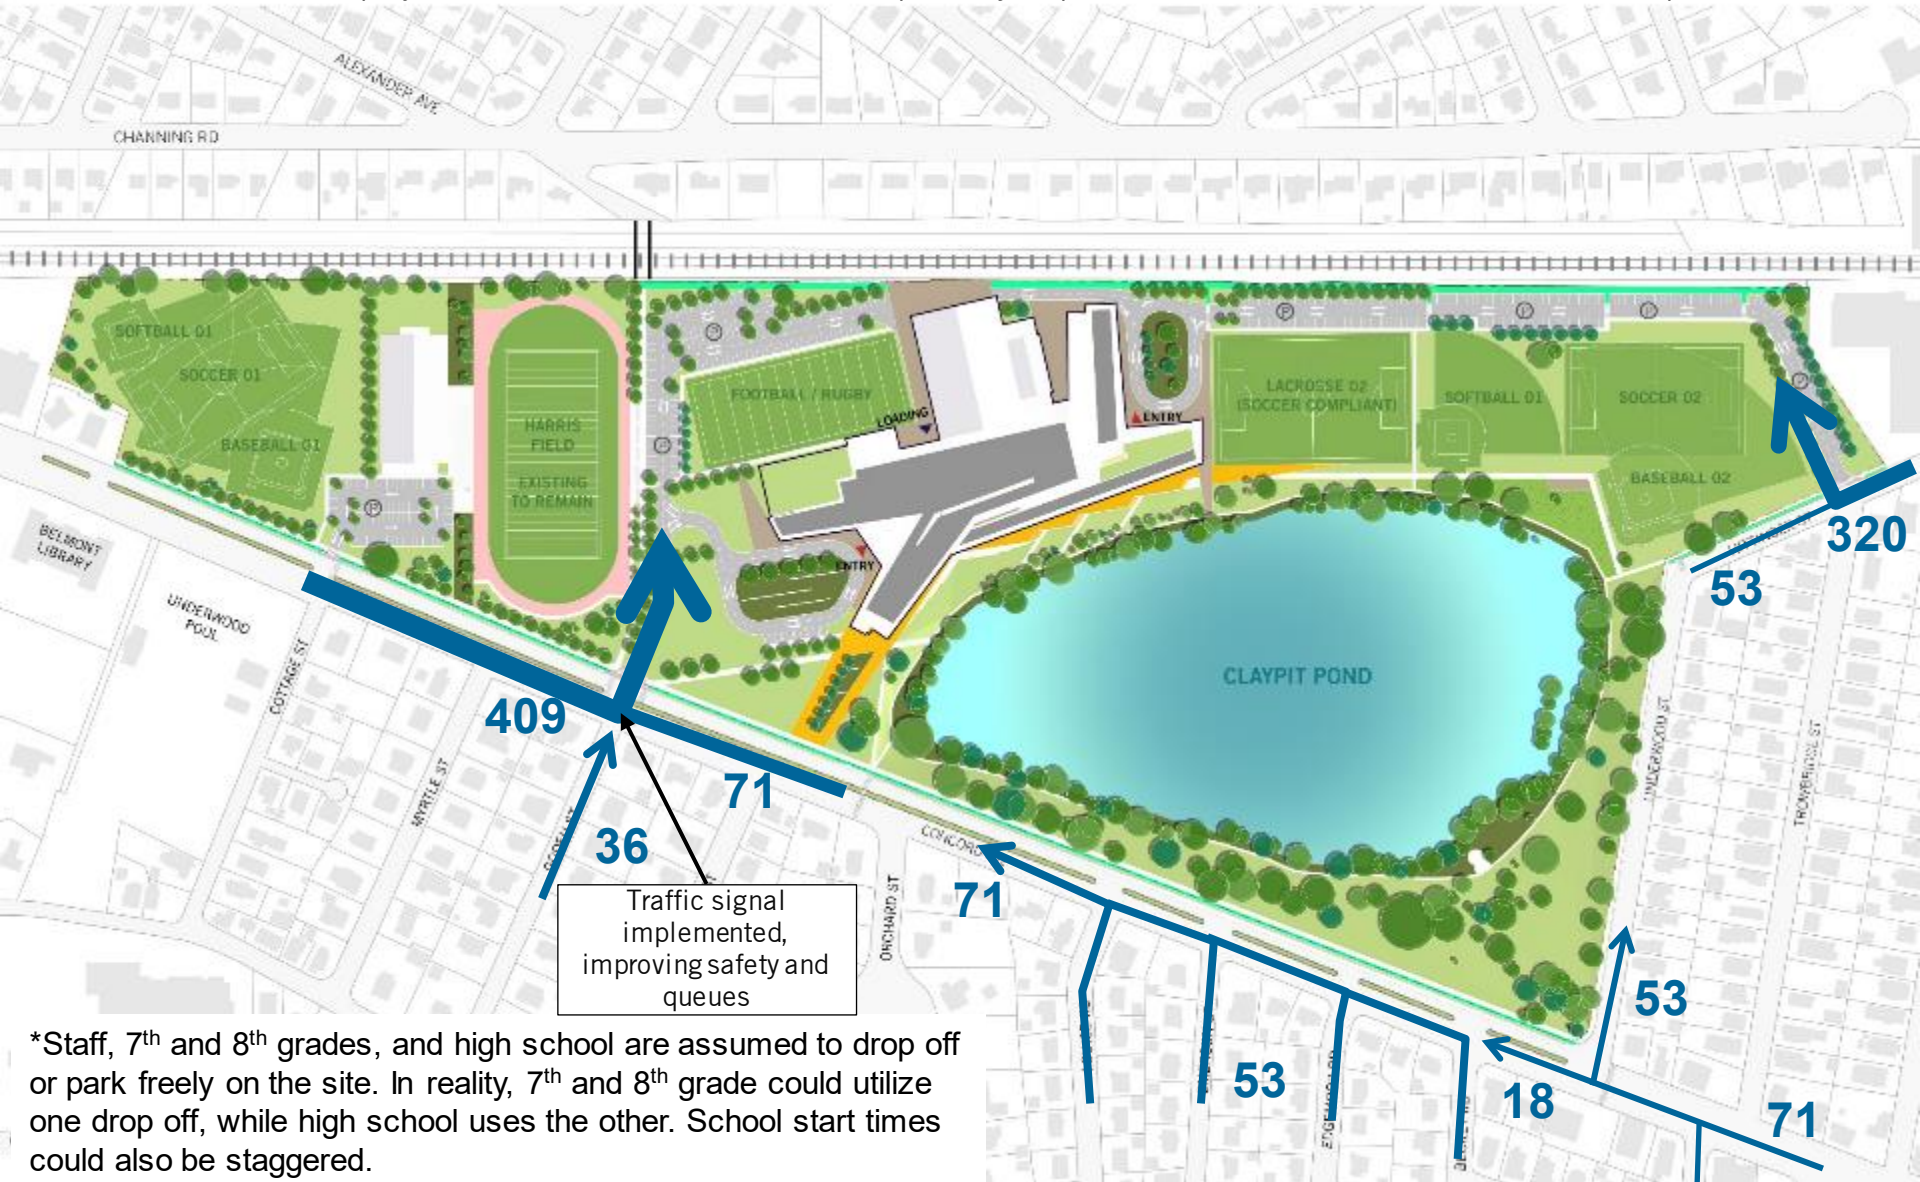 ALEXANDER AVE
CHANNING RD
SOFTBALL 01
SOCCER 01
BASEBALL 01
HARRIS
FIELD
EXISTING
TO REMAIN
FOOTBALL / RUGBY
LOADING
ENTRY
ENTRY
LACROSSE 02
(SOCCER COMPLIANT)
SOFTBALL 01
SOCCER 02
BASEBALL 02
P
P
P
P
P
P
P
BELMONT
LIBRARY
UNDERWOOD
POOL
COTTAGE ST
MYRTLE ST
ORCHARD ST
CONCORD
CLAYPIT POND
UNDERWOOD ST
TROWBRIDGE ST
320
53
409
71
36
71
53
18
53
71
Traffic signal
implemented,
improving safety and
queues
*Staff, 7th and 8th grades, and high school are assumed to drop off
or park freely on the site. In reality, 7th and 8th grade could utilize
one drop off, while high school uses the other. School start times
could also be staggered.